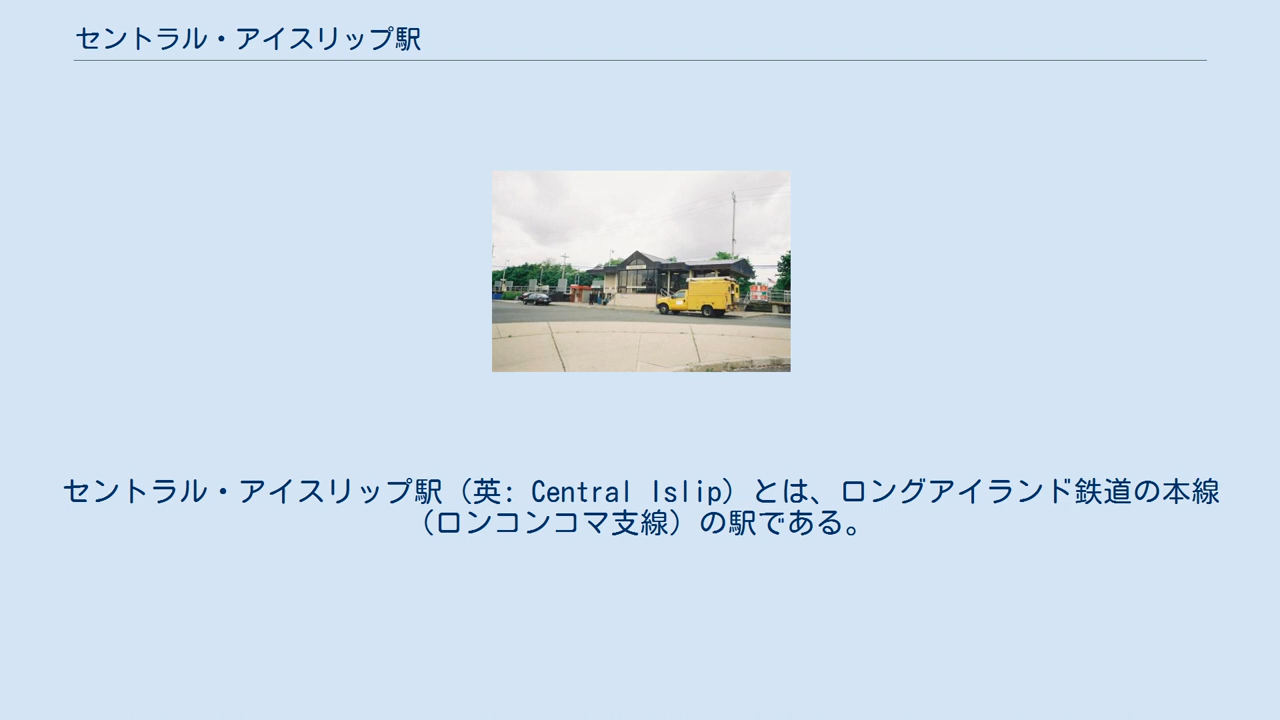 セントラル・アイスリップ駅
セントラル・アイスリップ駅（英: Central Islip）とは、ロングアイランド鉄道の本線
（ロンコンコマ支線）の駅である。